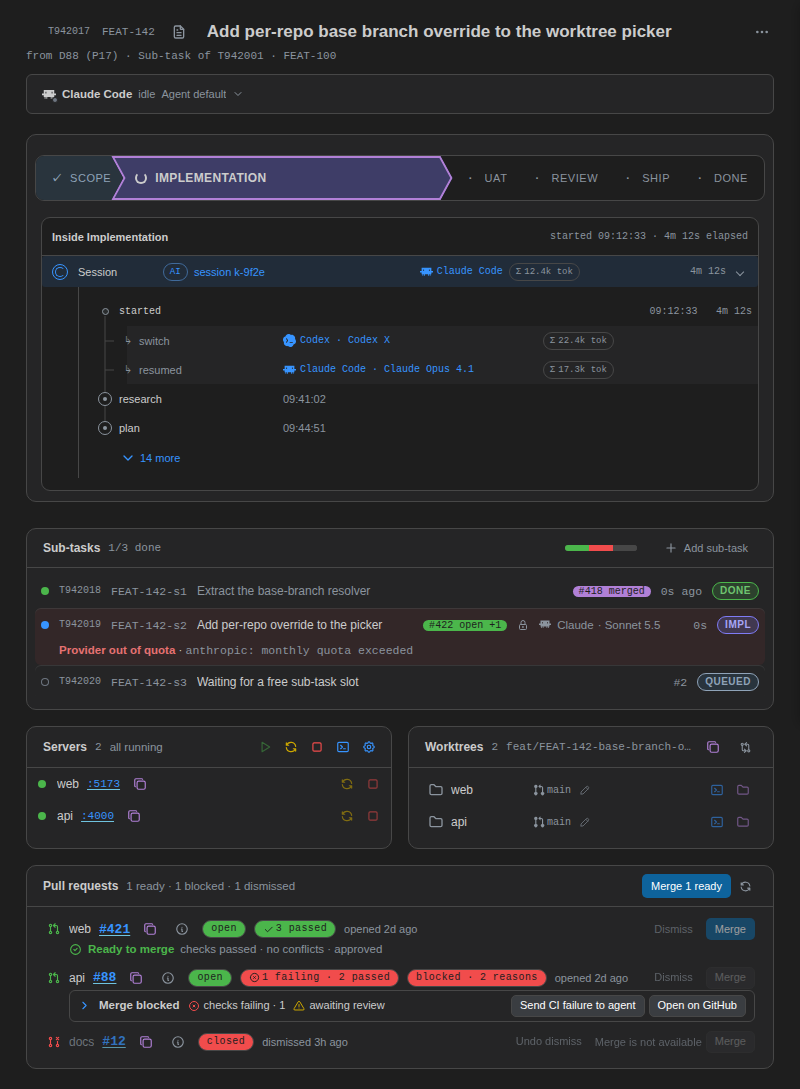 T942017 FEAT-142 Add per-repo base branch override to the worktree picker
from D88 (P17) · Sub-task of T942001 · FEAT-100
Claude Code idle Agent default
SCOPE IMPLEMENTATION · UAT · REVIEW · SHIP · DONE
Inside Implementation started 09:12:33 · 4m 12s elapsed
Session AI session k-9f2e Claude Code Σ 12.4k tok 4m 12s
started 09:12:33 4m 12s
↳ switch Codex · Codex X Σ 22.4k tok
↳ resumed Claude Code · Claude Opus 4.1 Σ 17.3k tok
research 09:41:02
plan 09:44:51
14 more
Sub-tasks 1/3 done Add sub-task
T942018 FEAT-142-s1 Extract the base-branch resolver #418 merged 0s ago DONE
T942019 FEAT-142-s2 Add per-repo override to the picker #422 open +1 Claude · Sonnet 5.5 0s IMPL
Provider out of quota · anthropic: monthly quota exceeded
T942020 FEAT-142-s3 Waiting for a free sub-task slot #2 QUEUED
Servers 2 all running
web :5173
api :4000
Worktrees 2 feat/FEAT-142-base-branch-o…
web main
api main
Pull requests 1 ready · 1 blocked · 1 dismissed Merge 1 ready
web #421 open 3 passed opened 2d ago Dismiss Merge
Ready to merge checks passed · no conflicts · approved
api #88 open 1 failing · 2 passed blocked · 2 reasons opened 2d ago Dismiss Merge
Merge blocked checks failing · 1 awaiting review Send CI failure to agent Open on GitHub
docs #12 closed dismissed 3h ago Undo dismiss Merge is not available Merge